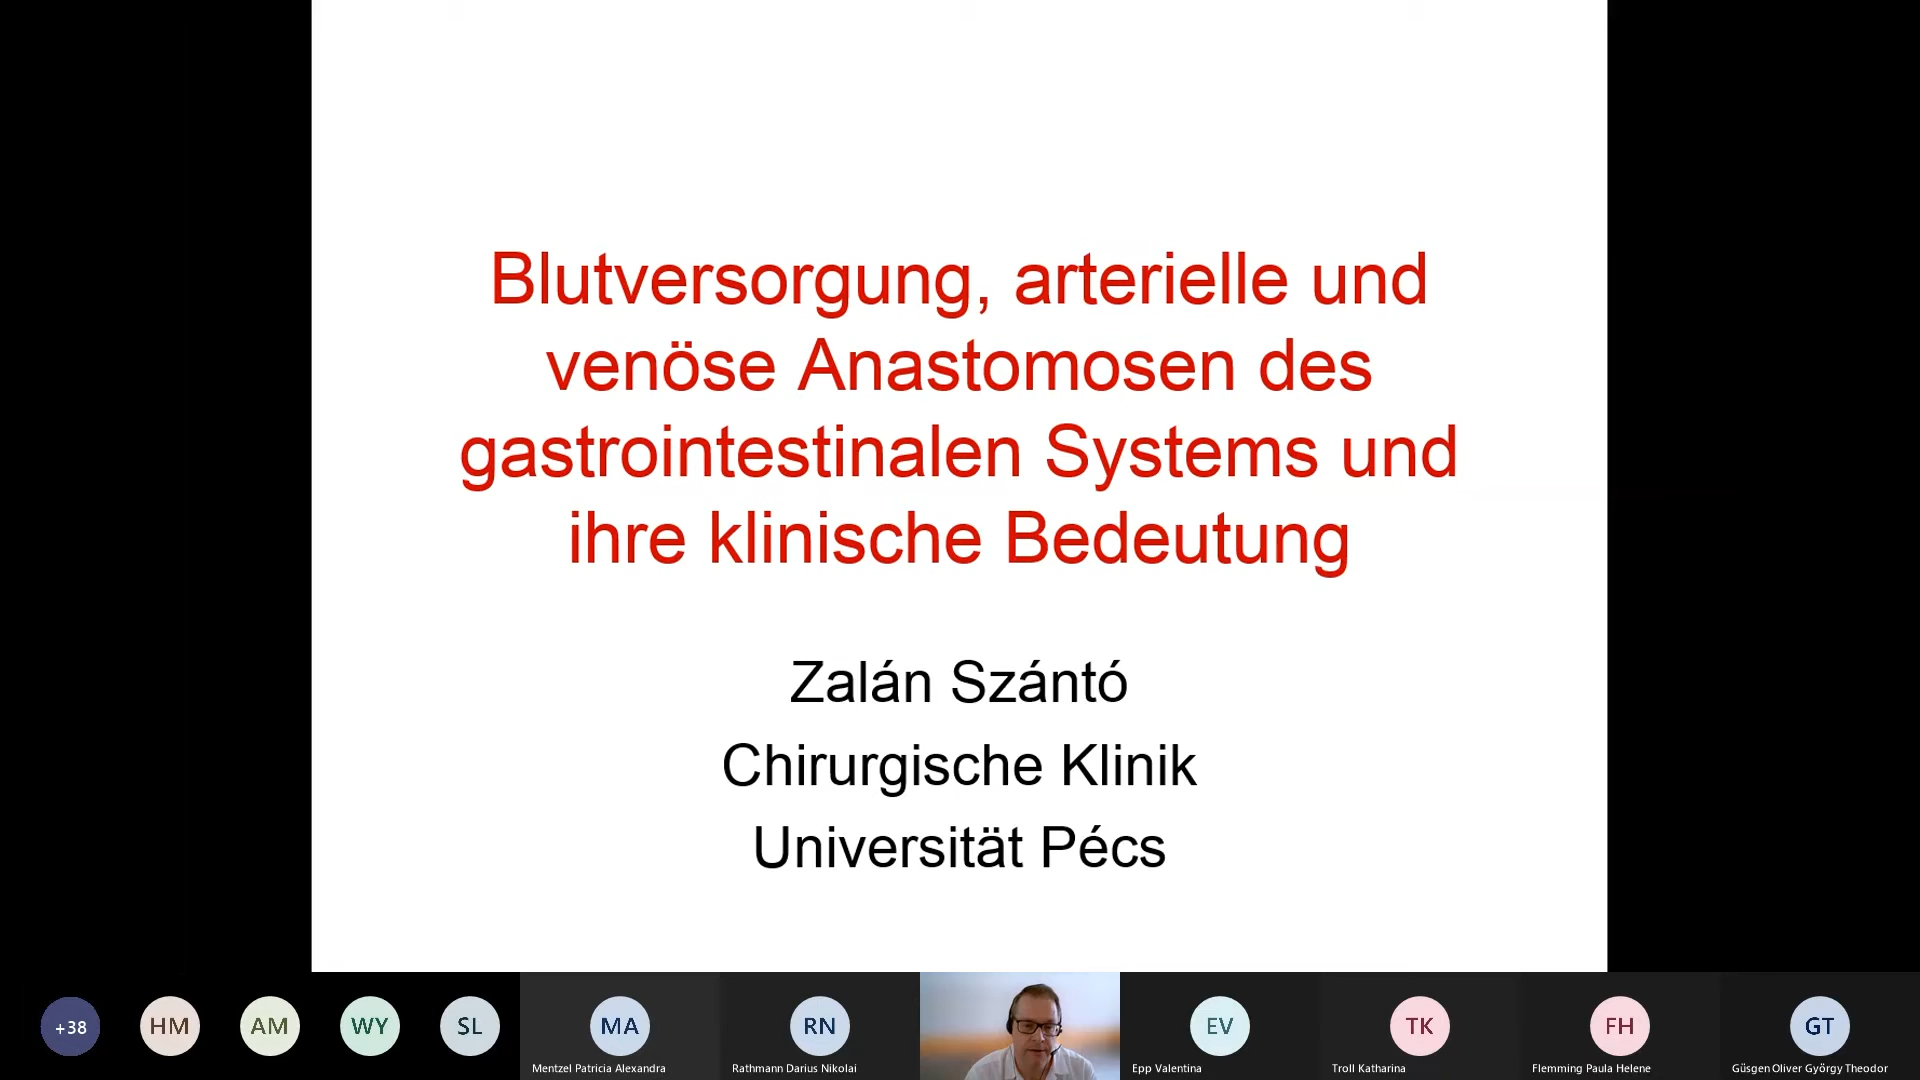 Blutversorgung, arterielle und
venöse Anastomosen des
gastrointestinalen Systems und
ihre klinische Bedeutung
Zalán Szántó
Chirurgische Klinik
Universität Pécs
+38
HM
AM
WY
SL
MA
RN
EV
TK
FH
GT
Mentzel Patricia Alexandra
Rathmann Darius Nikolai
Epp Valentina
Troll Katharina
Flemming Paula Helene
Güsgen Oliver György Theodor